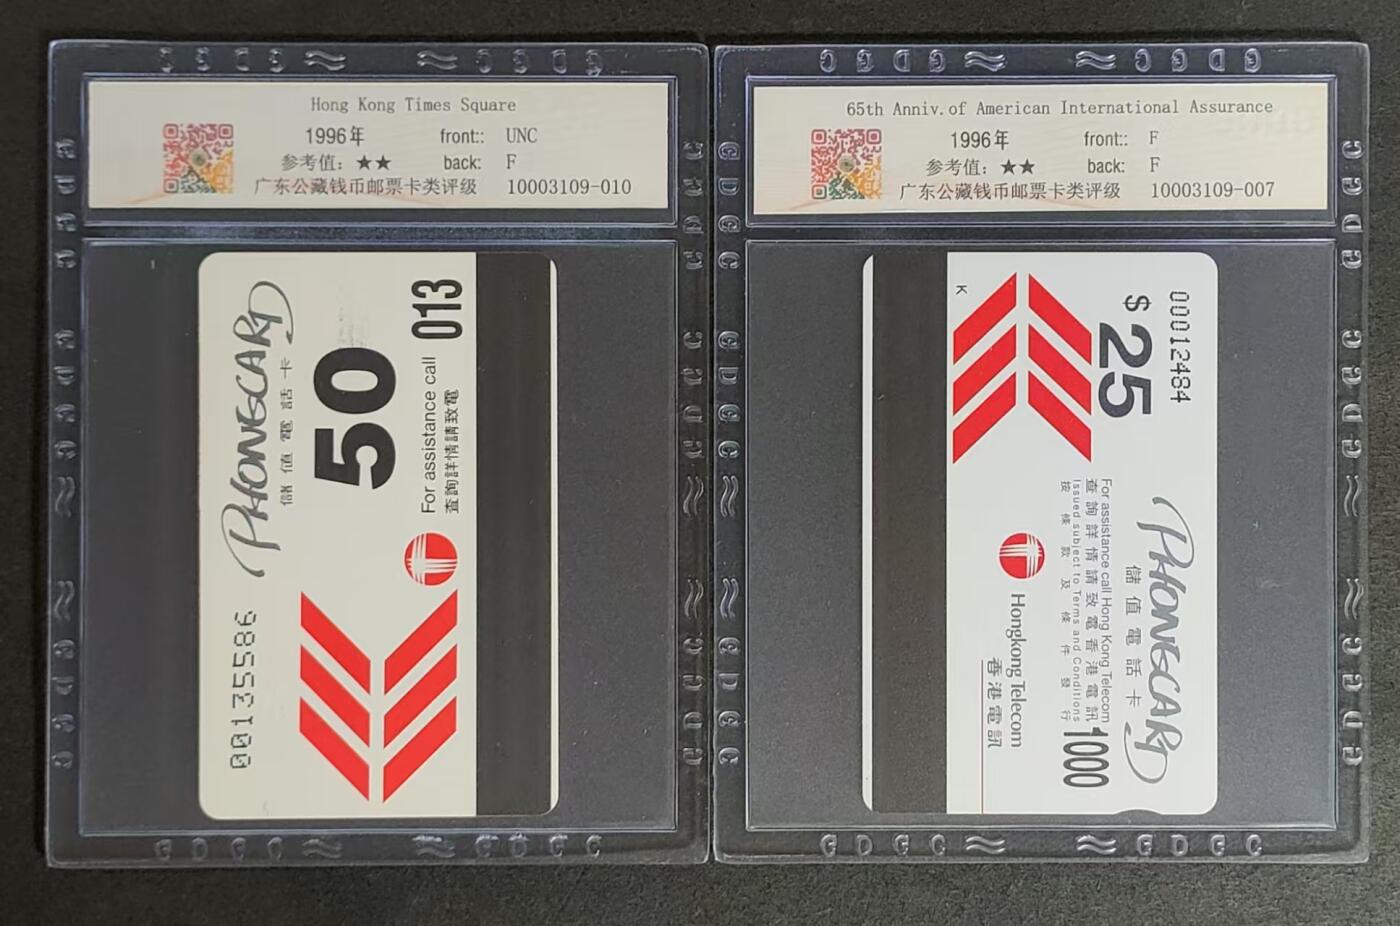 Hong Kong Times Square
1996年
front:: UNC
参考值: ★★
back: F
广东公藏钱币邮票卡类评级 10003109-010
PHONECARD
儲值電話卡
50
013
For assistance call
查詢詳情請致電
00135586
65th Anniv.of American International Assurance
1996年
front:: F
参考值: ★★
back: F
广东公藏钱币邮票卡类评级 10003109-007
00012484
$25
K
PHONECARD
儲值電話卡
For assistance call Hong Kong Telecom
查詢詳情請致電香港電訊
Issued subject to Terms and Conditions
按條款及條件發行
1000
Hongkong Telecom
香港電訊